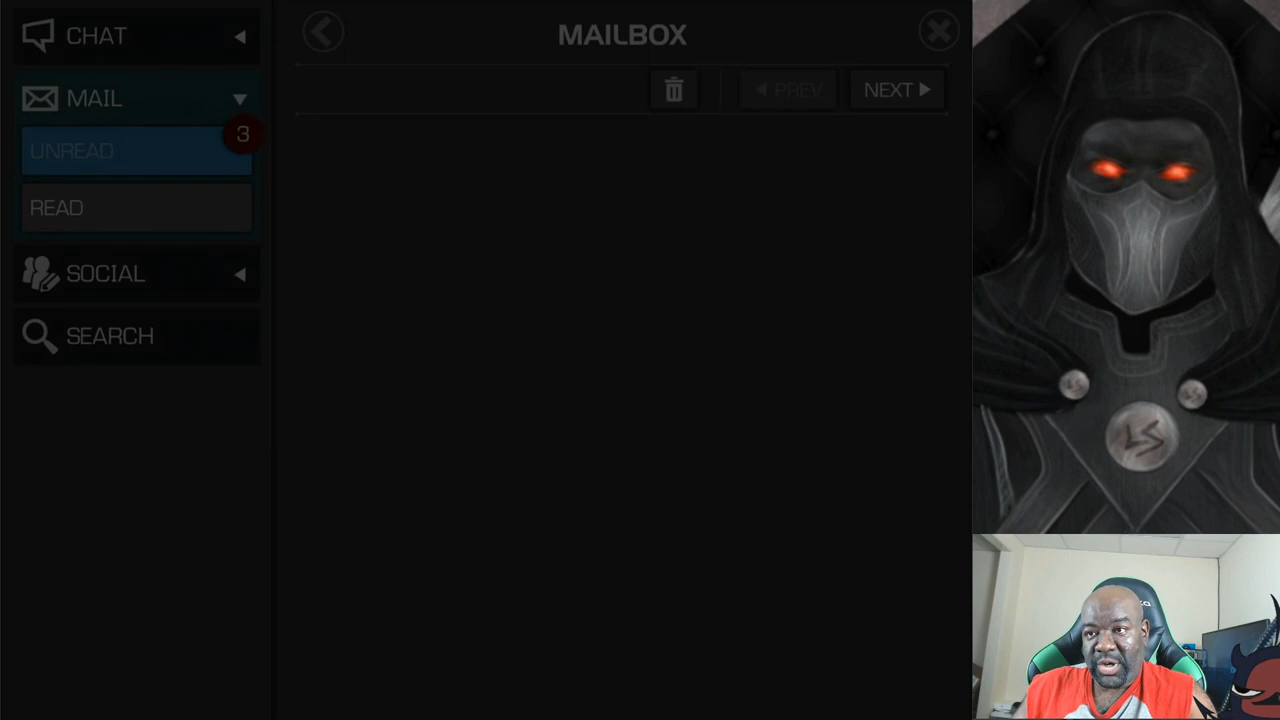 CHAT
MAILBOX
MAIL
PREV
NEXT
3
UNREAD
READ
SOCIAL
SEARCH